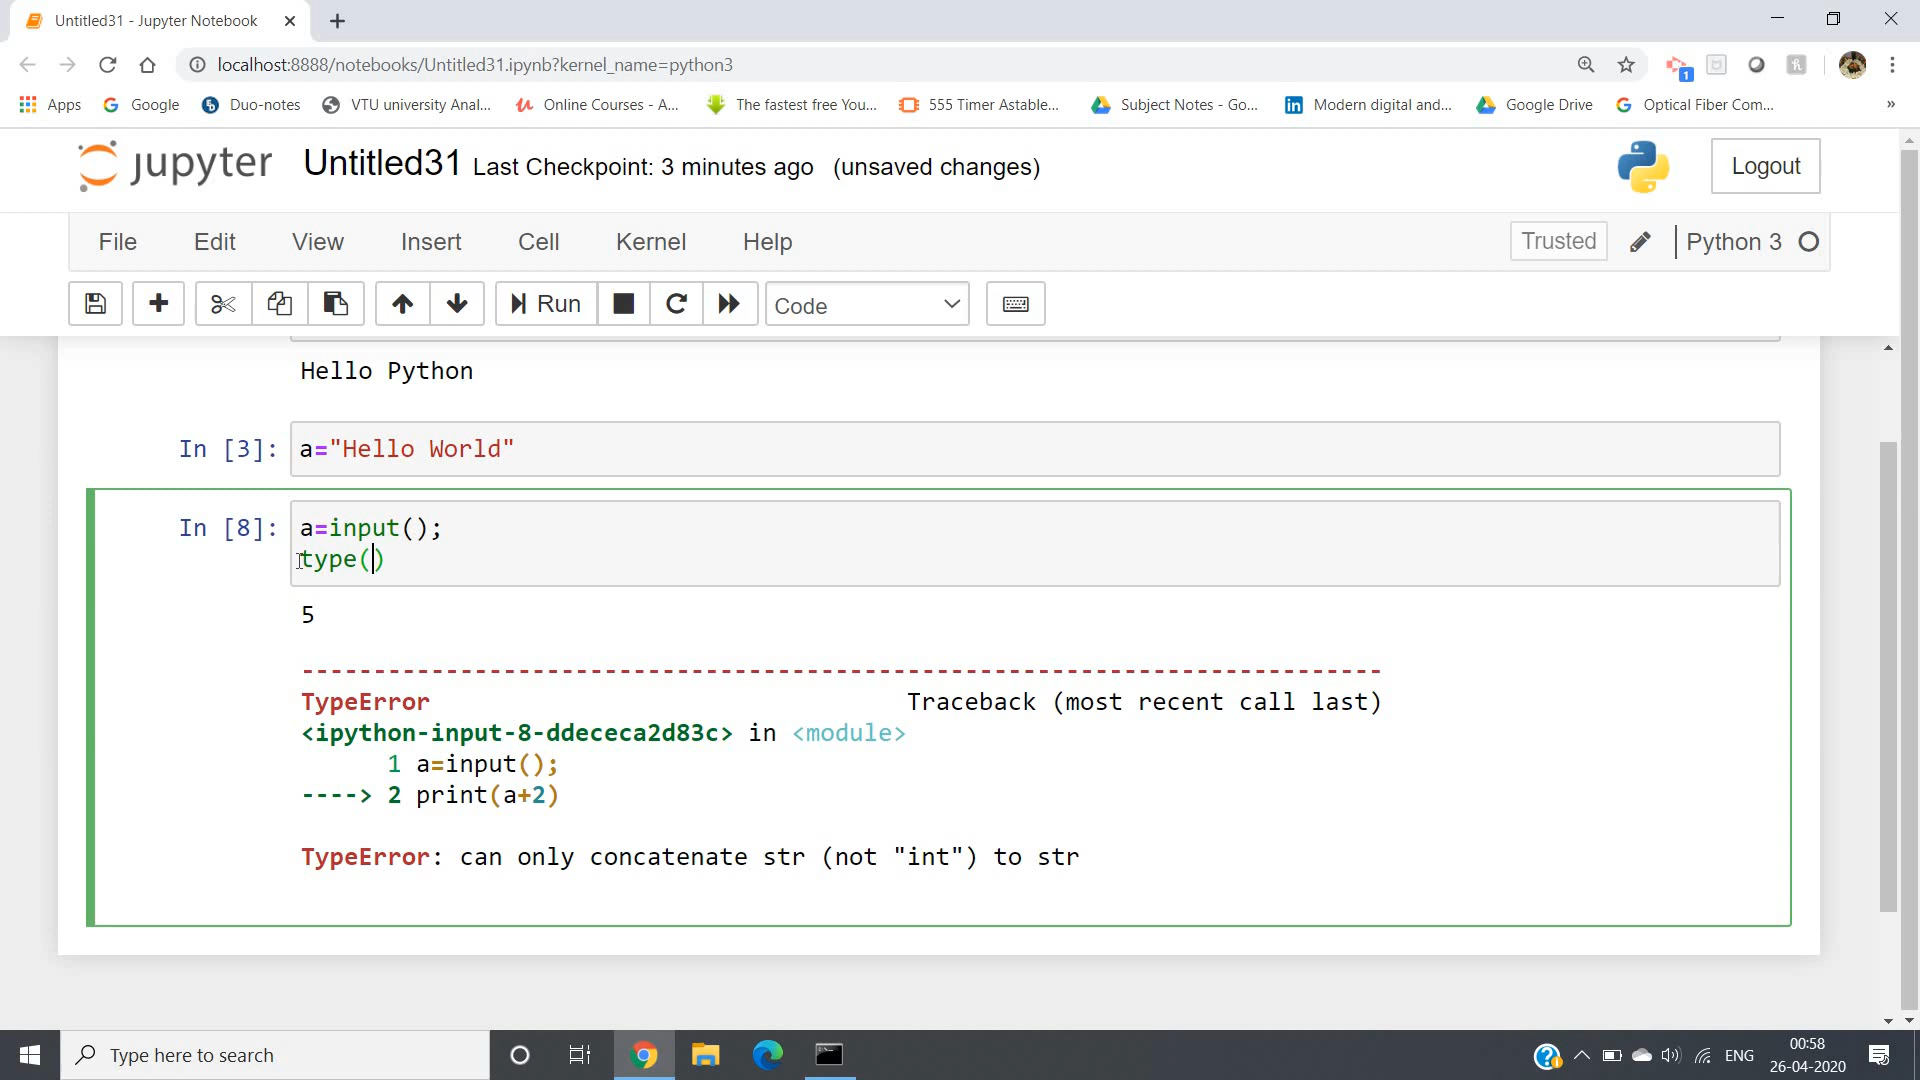 Untitled31 - Jupyter Notebook
localhost:8888/notebooks/Untitled31.ipynb?kernel_name=python3
1
Apps Google Duo-notes VTU university Anal... Online Courses - A... The fastest free You... 555 Timer Astable... Subject Notes - Go... Modern digital and... Google Drive Optical Fiber Com... »
jupyter Untitled31 Last Checkpoint: 3 minutes ago (unsaved changes) Logout
File Edit View Insert Cell Kernel Help Trusted Python 3
Run Code
Hello Python
In [3]: a="Hello World"
In [8]: a=input();
type()
5
---------------------------------------------------------------------------
TypeError Traceback (most recent call last)
<ipython-input-8-ddececa2d83c> in <module>
1 a=input();
----> 2 print(a+2)
TypeError: can only concatenate str (not "int") to str
Type here to search
ENG
00:58
26-04-2020